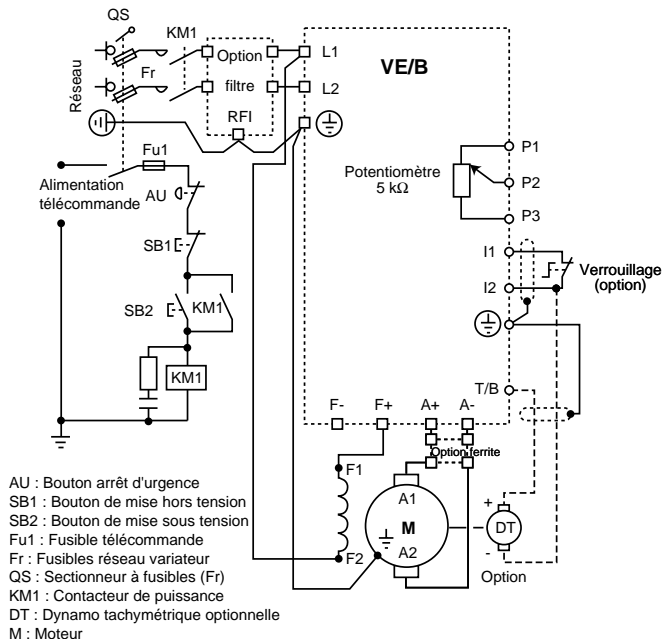 QS
KM1
L1
Option
VE/B
Fr
filtre
L2
Réseau
RFI
Fu1
P1
Potentiomètre
5 kΩ
P2
Alimentation
télécommande
AU
P3
I1
SB1
Verrouillage
(option)
I2
SB2
KM1
KM1
T/B
F-
F+
A+
A-
Option ferrite
F1
A1
M
+
DT
A2
F2
-
Option
AU : Bouton arrêt d'urgence
SB1 : Bouton de mise hors tension
SB2 : Bouton de mise sous tension
Fu1 : Fusible télécommande
Fr : Fusibles réseau variateur
QS : Sectionneur à fusibles (Fr)
KM1 : Contacteur de puissance
DT : Dynamo tachymétrique optionnelle
M : Moteur